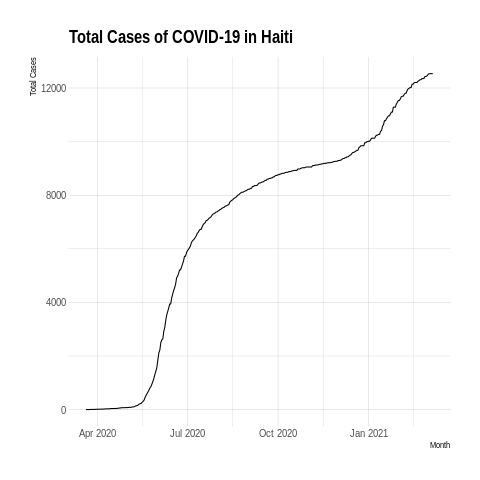 Total Cases of COVID-19 in Haiti
Total Cases
12000
8000
4000
0
Apr 2020
Jul 2020
Oct 2020
Jan 2021
Month